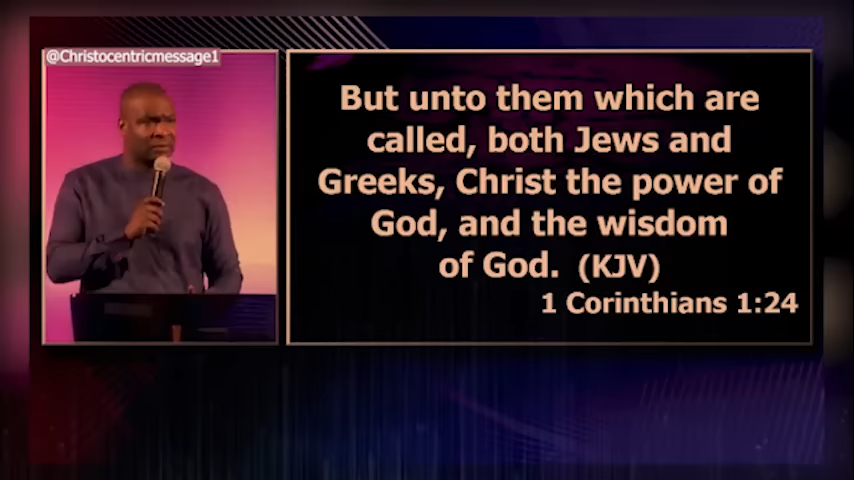 @Christocentricmessage1
But unto them which are
called, both Jews and
Greeks, Christ the power of
God, and the wisdom
of God. (KJV)
1 Corinthians 1:24